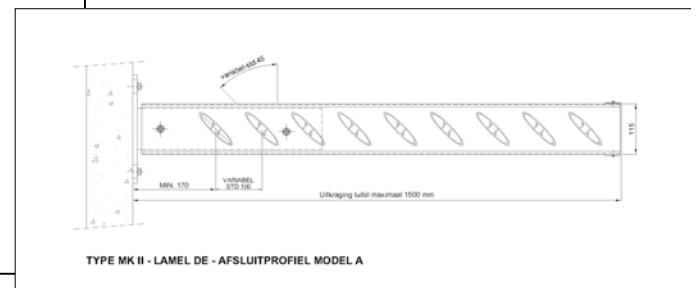 variabel-std.45
115
MIN. 170
VARIABEL
STD 100
Uitkraging luifel maximaal 1500 mm
TYPE MK II - LAMEL DE - AFSLUITPROFIEL MODEL A